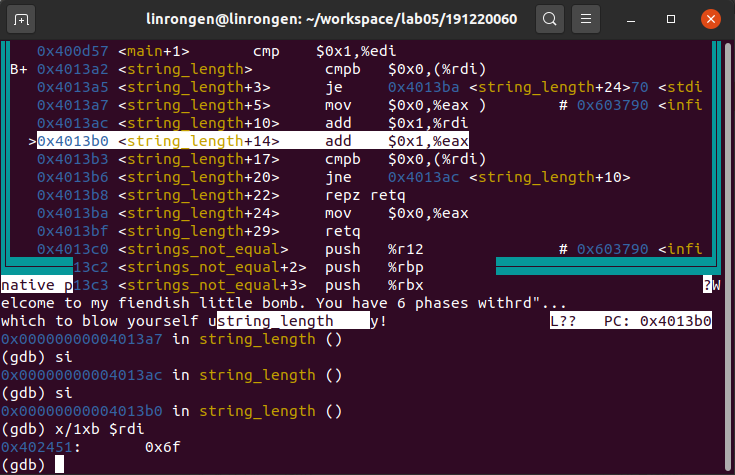 linrongen@linrongen: ~/workspace/lab05/191220060
0x400d57 <main+1> cmp $0x1,%edi
B+ 0x4013a2 <string_length> cmpb $0x0,(%rdi)
0x4013a5 <string_length+3> je 0x4013ba <string_length+24>70 <stdi
0x4013a7 <string_length+5> mov $0x0,%eax ) # 0x603790 <infi
0x4013ac <string_length+10> add $0x1,%rdi
>0x4013b0 <string_length+14> add $0x1,%eax
0x4013b3 <string_length+17> cmpb $0x0,(%rdi)
0x4013b6 <string_length+20> jne 0x4013ac <string_length+10>
0x4013b8 <string_length+22> repz retq
0x4013ba <string_length+24> mov $0x0,%eax
0x4013bf <string_length+29> retq
0x4013c0 <strings_not_equal> push %r12 # 0x603790 <infi
13c2 <strings_not_equal+2> push %rbp
native p13c3 <strings_not_equal+3> push %rbx ?W
elcome to my fiendish little bomb. You have 6 phases withrd"...
which to blow yourself ustring_length y! L?? PC: 0x4013b0
0x00000000004013a7 in string_length ()
(gdb) si
0x00000000004013ac in string_length ()
(gdb) si
0x00000000004013b0 in string_length ()
(gdb) x/1xb $rdi
0x402451: 0x6f
(gdb)